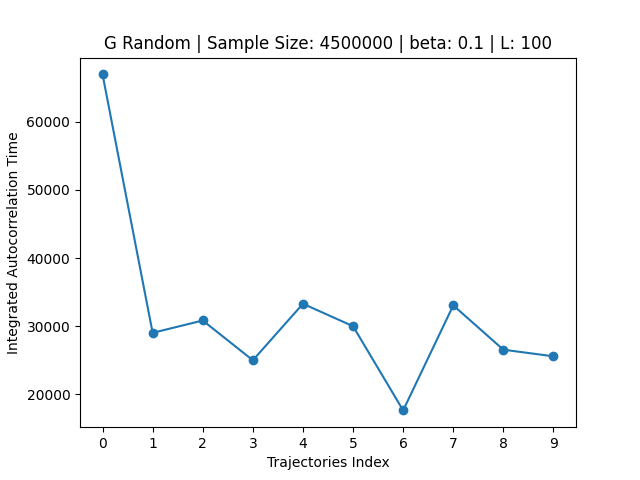 G Random | Sample Size: 4500000 | beta: 0.1 | L: 100
60000
50000
40000
30000
20000
Integrated Autocorrelation Time
0 1 2 3 4 5 6 7 8 9
Trajectories Index